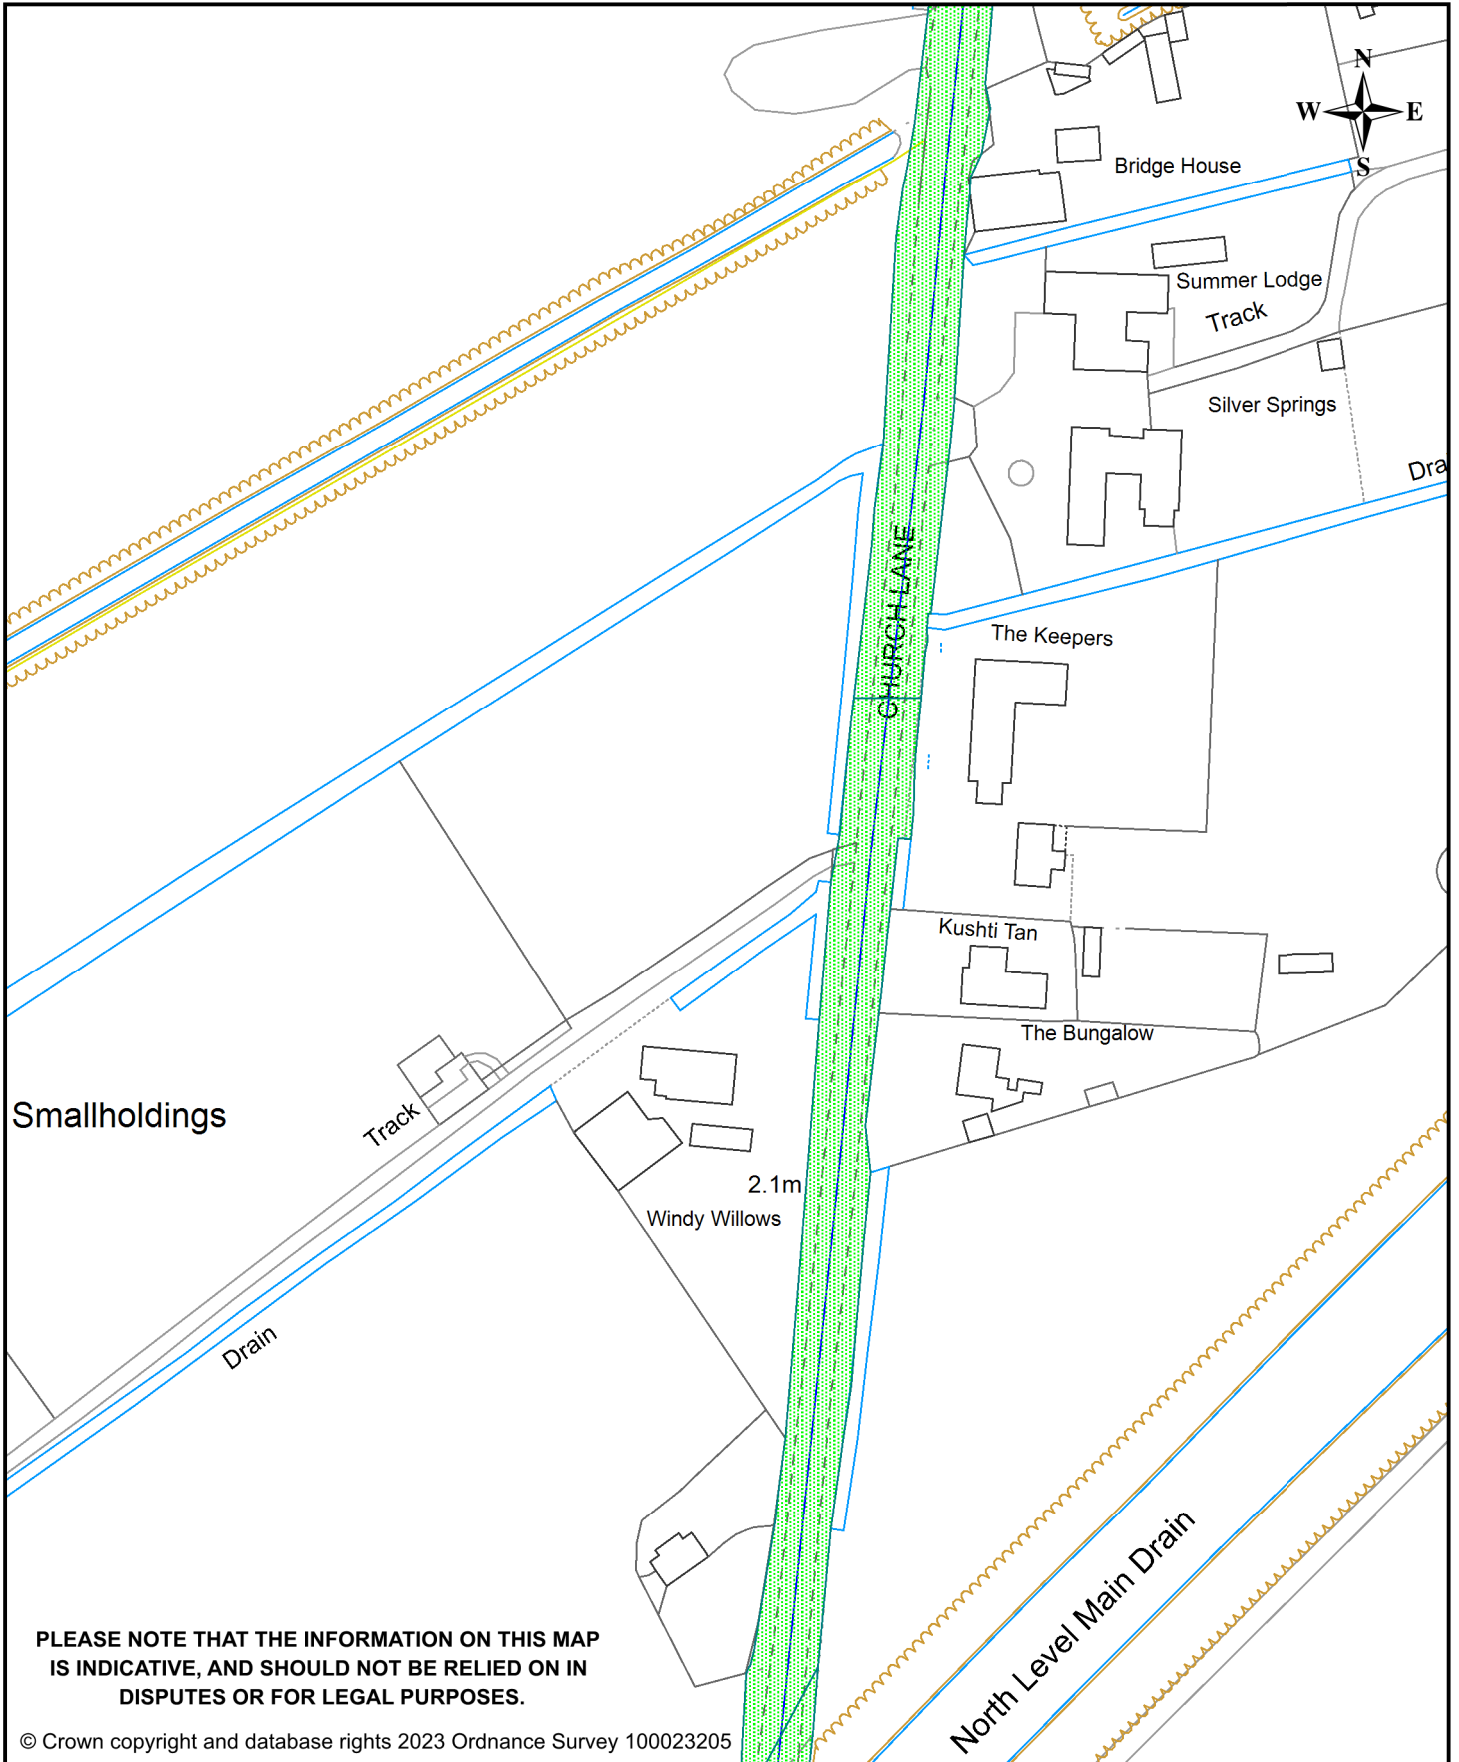 N
W E
S
Bridge House
Summer Lodge
Track
Silver Springs
Dra
CHURCH LANE
The Keepers
Kushti Tan
The Bungalow
Smallholdings
Track
2.1m
Windy Willows
Drain
North Level Main Drain
PLEASE NOTE THAT THE INFORMATION ON THIS MAP
IS INDICATIVE, AND SHOULD NOT BE RELIED ON IN
DISPUTES OR FOR LEGAL PURPOSES.
© Crown copyright and database rights 2023 Ordnance Survey 100023205